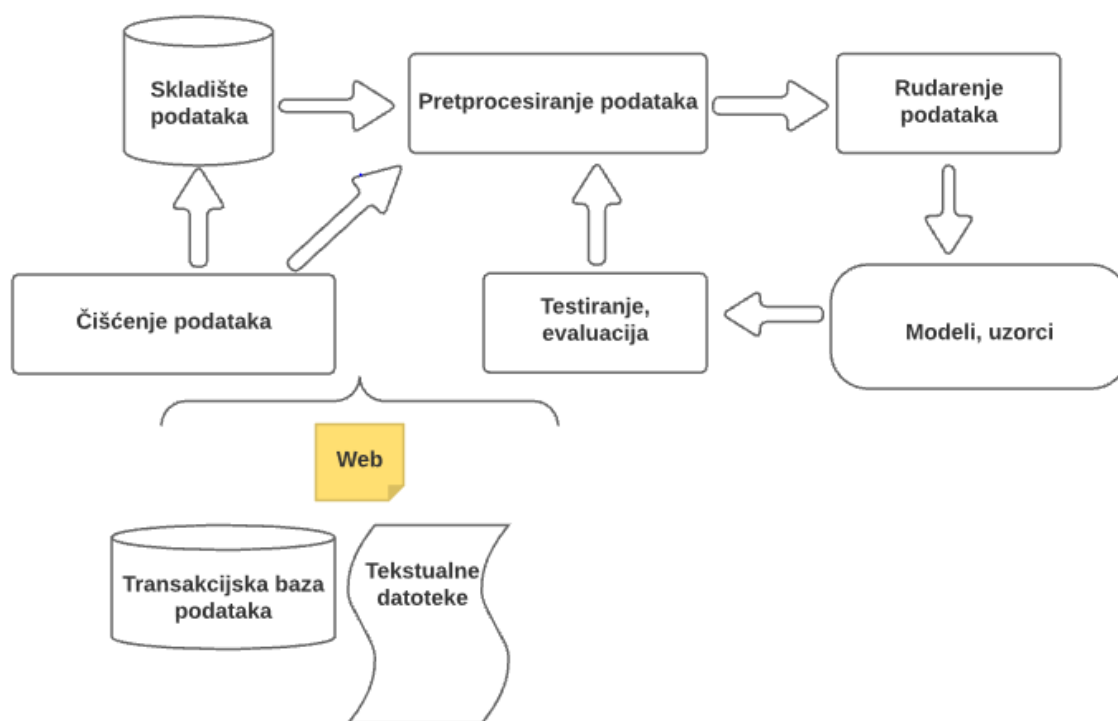 Skladište
podataka
Pretprocesiranje podataka
Rudarenje
podataka
Čišćenje podataka
Testiranje,
evaluacija
Modeli, uzorci
Web
Transakcijska baza
podataka
Tekstualne
datoteke